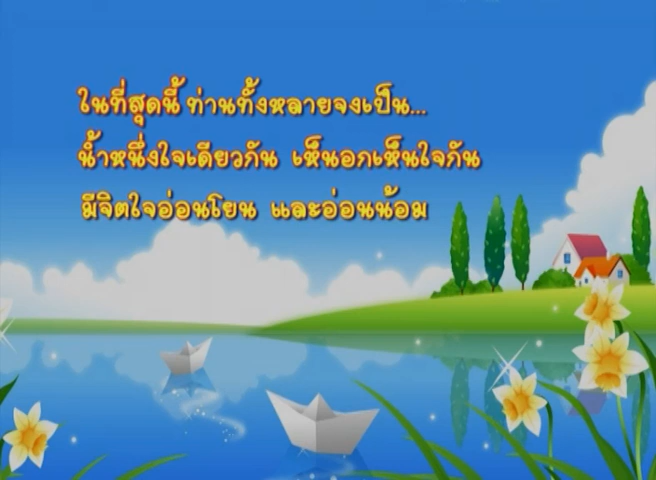 ในที่สุดนี้ ท่านทั้งหลายจงเป็น...
น้ำหนึ่งใจเดียวกัน เห็นอกเห็นใจกัน
มีจิตใจอ่อนโยน และอ่อนน้อม